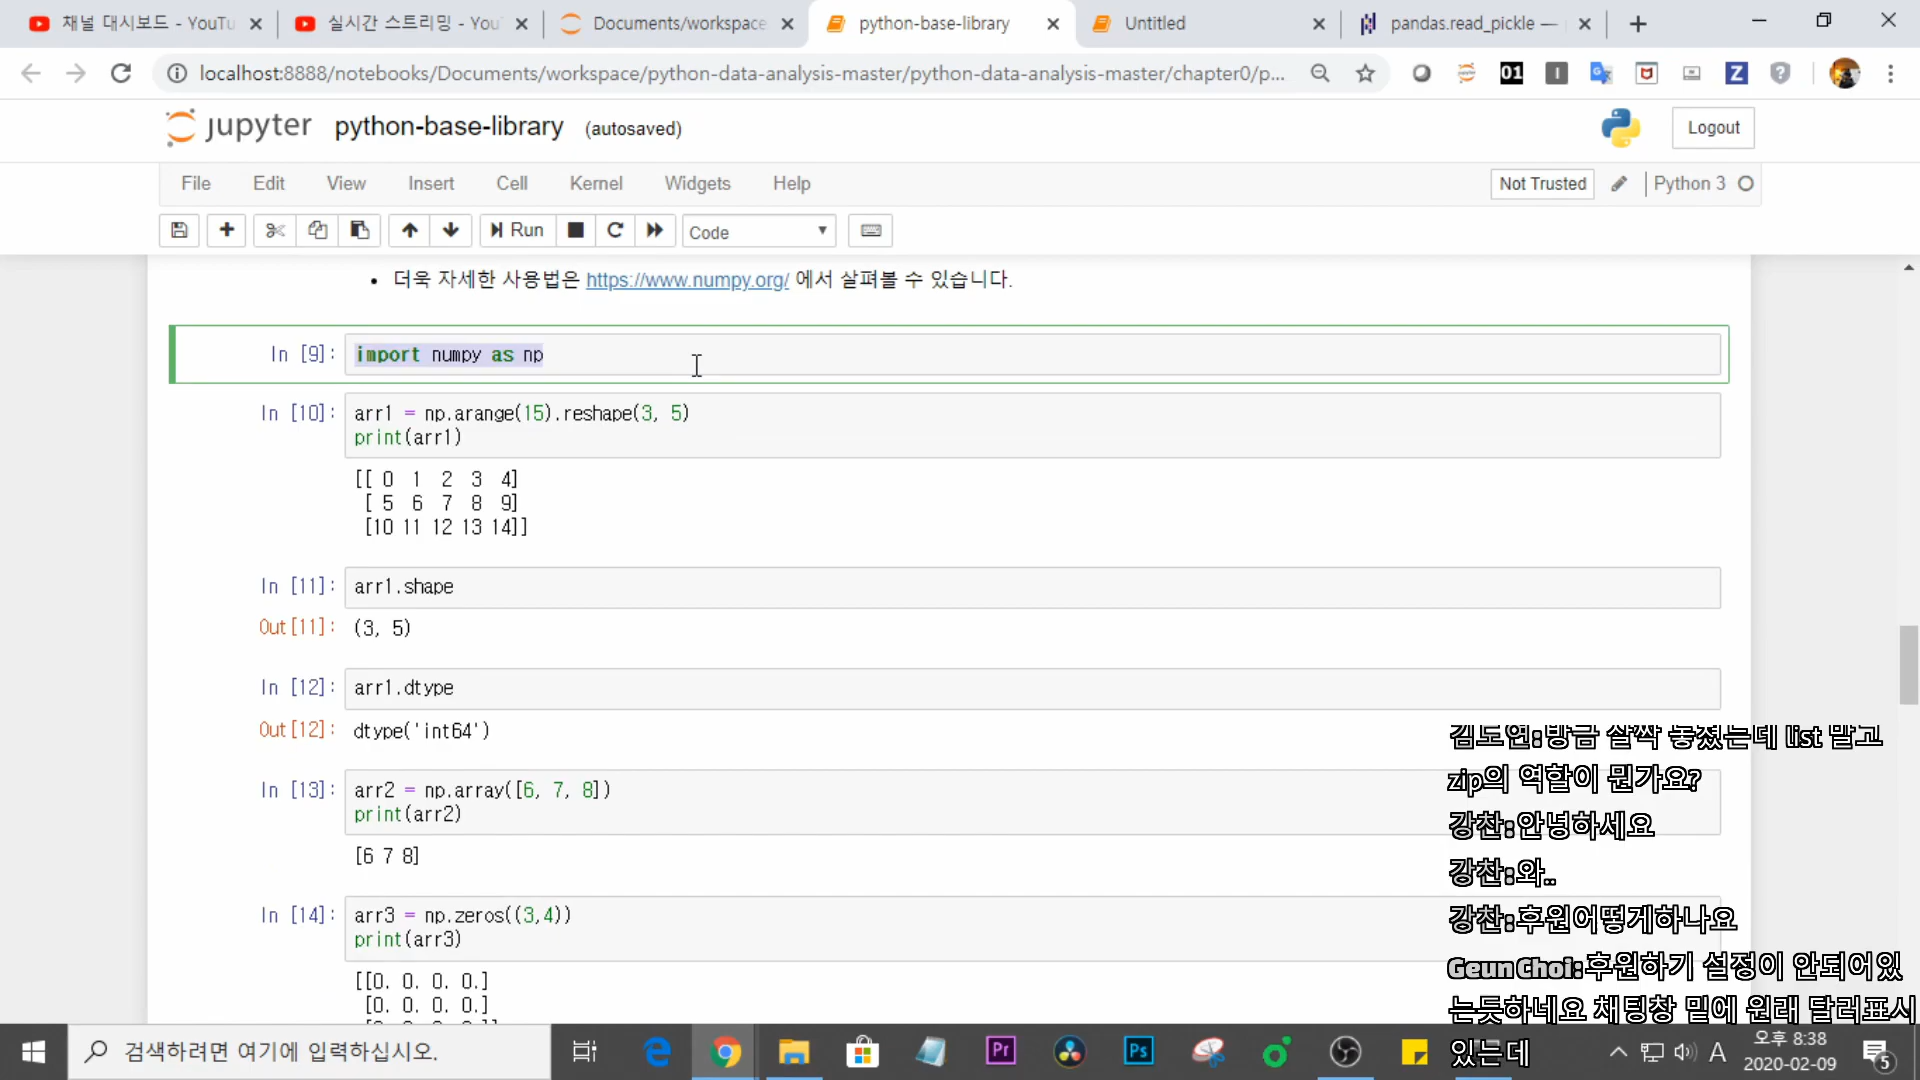 채널 대시보드 - YouTu
실시간 스트리밍 - You
Documents/workspace
python-base-library
Untitled
pandas.read_pickle —
localhost:8888/notebooks/Documents/workspace/python-data-analysis-master/python-data-analysis-master/chapter0/p...
01
Z
jupyter python-base-library (autosaved)
Logout
File Edit View Insert Cell Kernel Widgets Help
Not Trusted
Python 3
Run
Code
더욱 자세한 사용법은 https://www.numpy.org/ 에서 살펴볼 수 있습니다.
In [9]: import numpy as np
In [10]: arr1 = np.arange(15).reshape(3, 5)
print(arr1)
[[ 0 1 2 3 4]
[ 5 6 7 8 9]
[10 11 12 13 14]]
In [11]: arr1.shape
Out[11]: (3, 5)
In [12]: arr1.dtype
Out[12]: dtype('int64')
In [13]: arr2 = np.array([6, 7, 8])
print(arr2)
[6 7 8]
In [14]: arr3 = np.zeros((3,4))
print(arr3)
[[0. 0. 0. 0.]
[0. 0. 0. 0.]
김도연:방금 살짝 놓쳤는데 list 말고
zip의 역할이 뭔가요?
강찬:안녕하세요
강찬:와..
강찬:후원어떻게하나요
Geun Choi:후원하기 설정이 안되어있
는듯하네요 채팅창 밑에 원래 달러표시
있는데
검색하려면 여기에 입력하십시오.
Pr
Ps
A
오후 8:38
2020-02-09
5